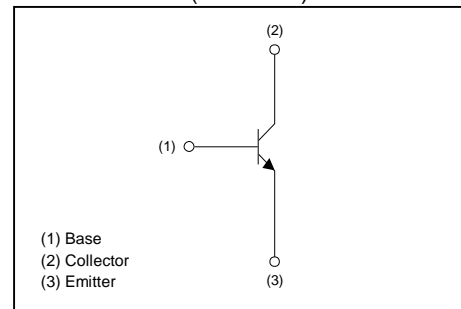 (2)
(1)
(1) Base
(2) Collector
(3) Emitter
(3)